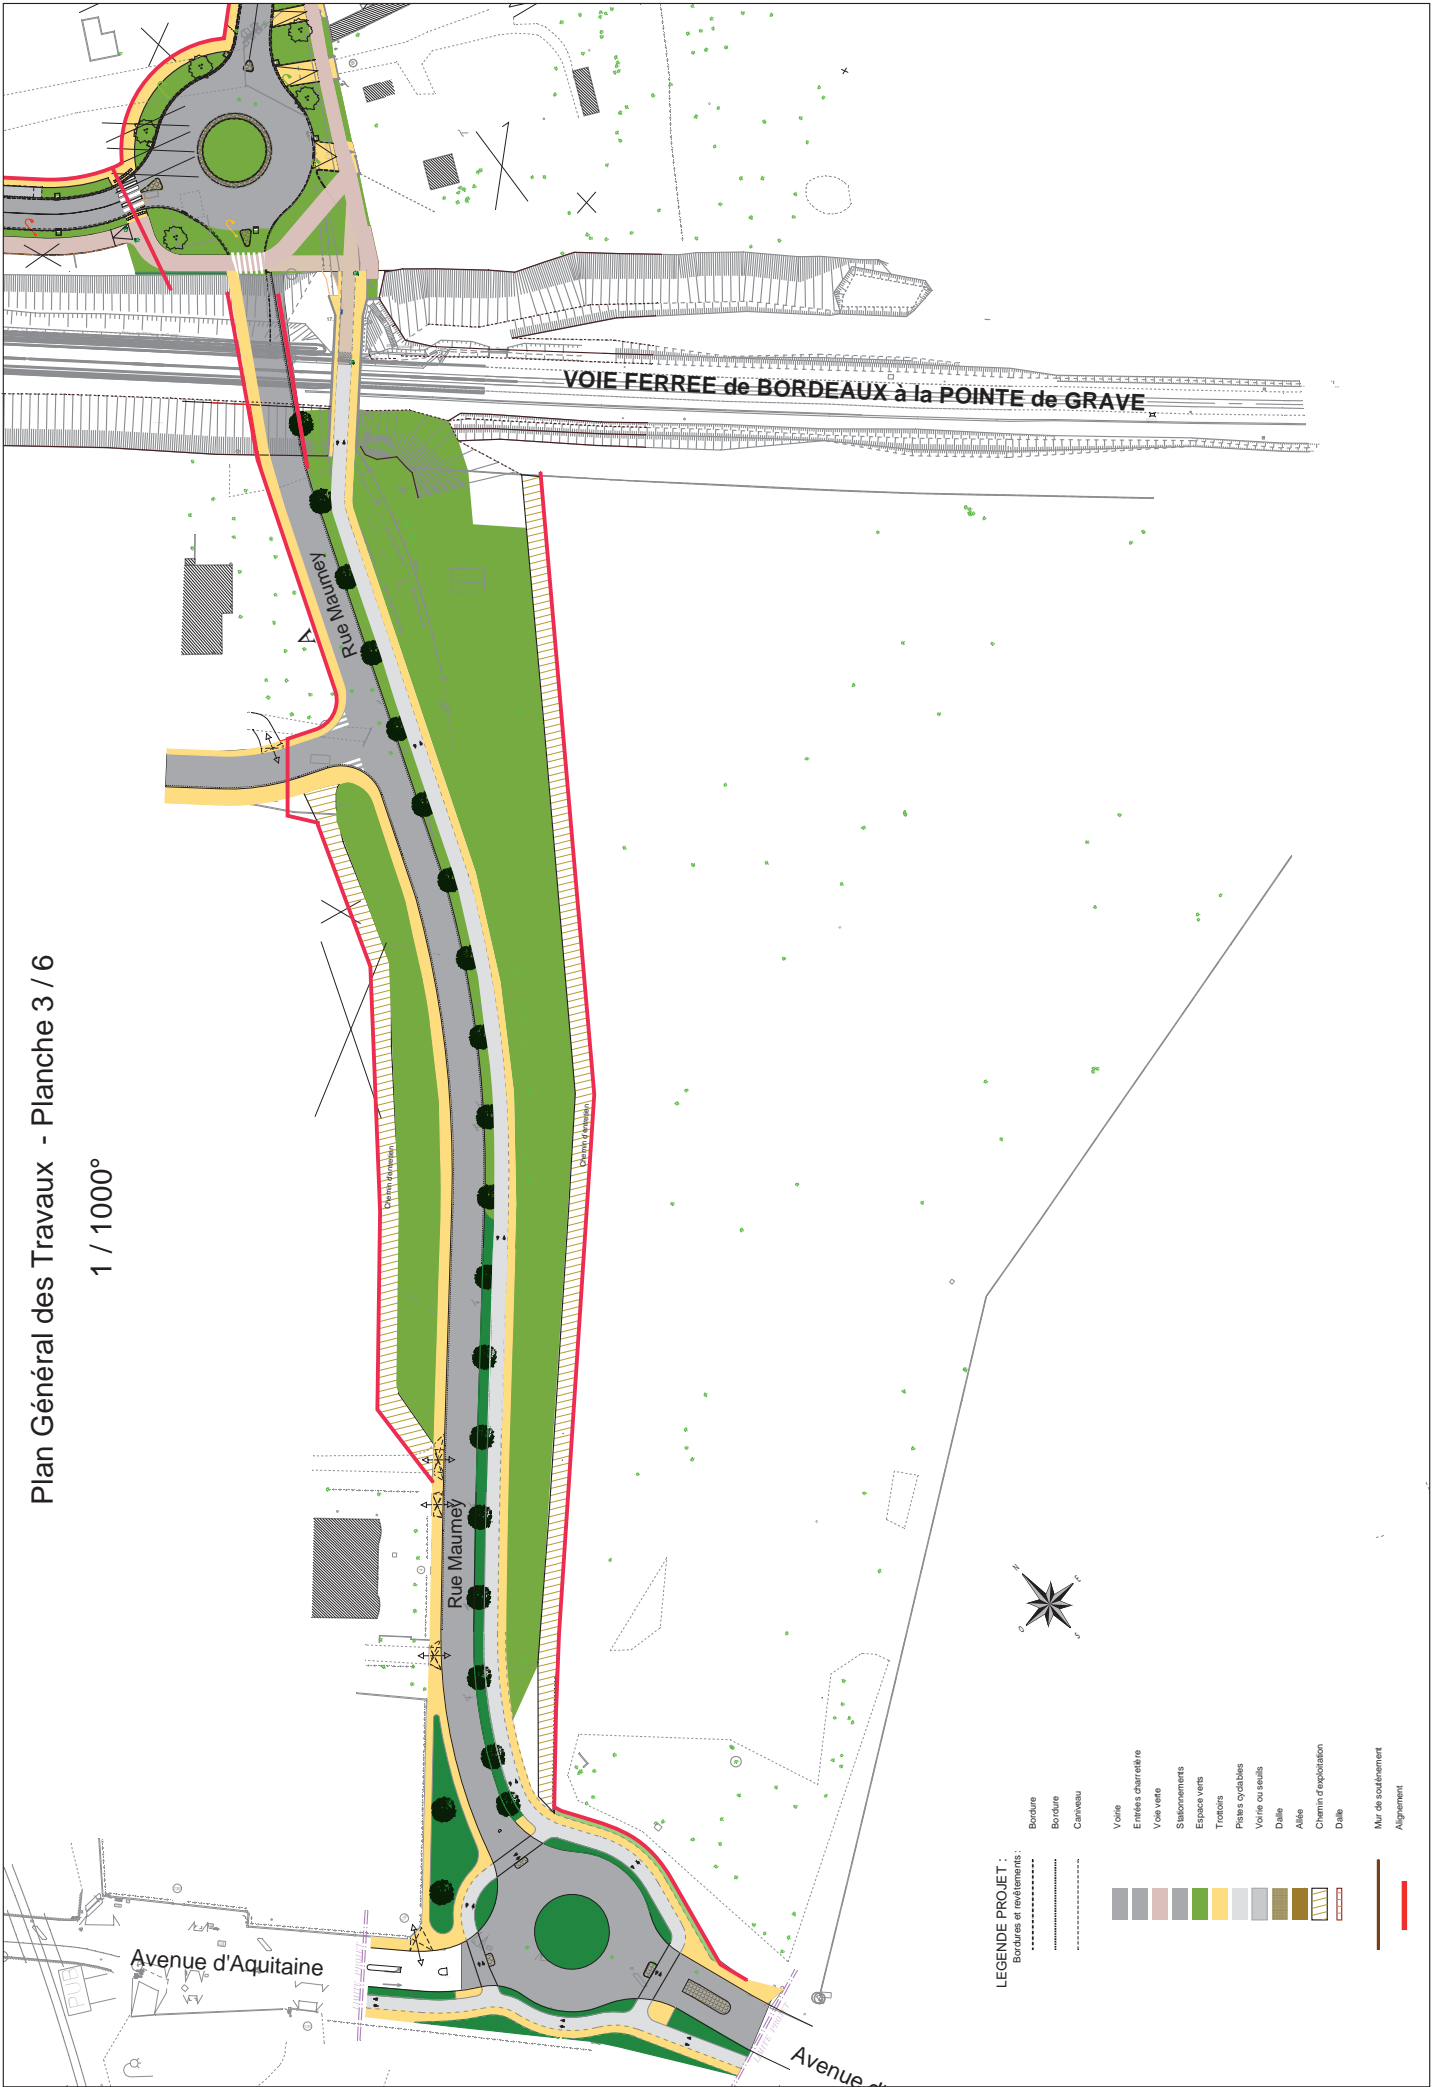 Plan Général des Travaux - Planche 3 / 6
1 / 1000°
VOIE FERREE de BORDEAUX à la POINTE de GRAVE
Rue Maumey
Chemin d'entretien
Chemin d'entretien
Rue Maumey
Avenue d'Aquitaine
PUB
Avenue
N
E
S
O
LEGENDE PROJET :
Bordures et revêtements :
Bordure
Bordure
Caniveau
Voirie
Entrées charretière
Voie verte
Stationnements
Espace verts
Trottoirs
Pistes cyclables
Voirie ou seuils
Dalle
Allée
Chemin d'exploitation
Dalle
Mur de soutènement
Alignement